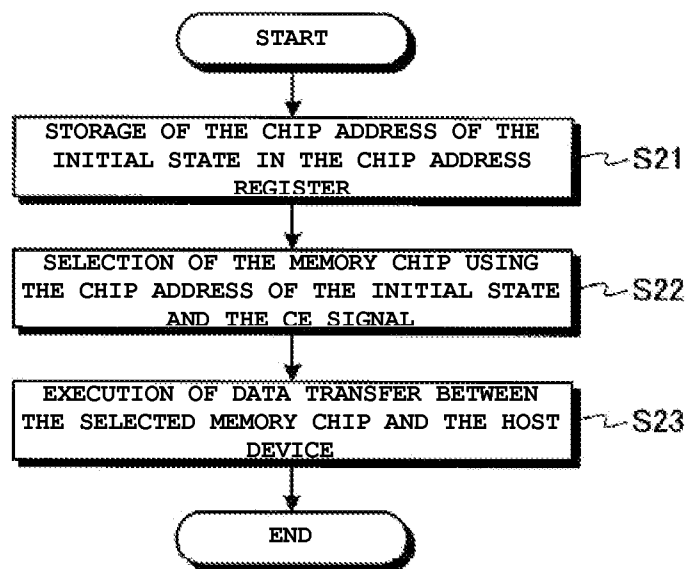 START
STORAGE OF THE CHIP ADDRESS OF THE
INITIAL STATE IN THE CHIP ADDRESS
REGISTER
S21
SELECTION OF THE MEMORY CHIP USING
THE CHIP ADDRESS OF THE INITIAL STATE
AND THE CE SIGNAL
S22
EXECUTION OF DATA TRANSFER BETWEEN
THE SELECTED MEMORY CHIP AND THE HOST
DEVICE
S23
END